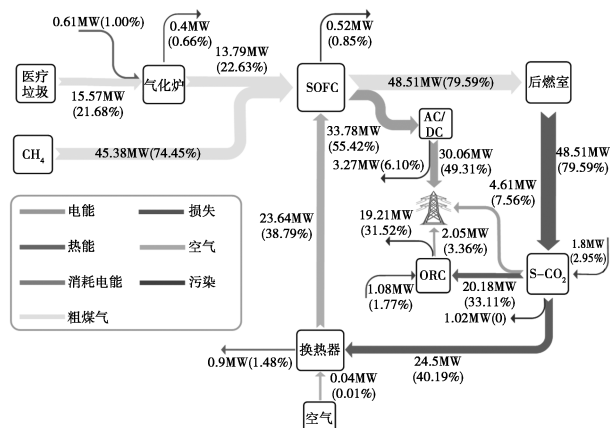 0.61MW(1.00%)
0.4MW
(0.66%)
0.52MW
(0.85%)
医疗
垃圾
15.57MW
(21.68%)
气化炉
13.79MW
(22.63%)
SOFC
48.51MW(79.59%)
后燃室
CH₄
45.38MW(74.45%)
33.78MW
(55.42%)
AC/
DC
3.27MW(6.10%)
30.06MW
(49.31%)
48.51MW
(79.59%)
4.61MW
(7.56%)
电能
损失
热能
空气
消耗电能
污染
粗煤气
23.64MW
(38.79%)
19.21MW
(31.52%)
2.05MW
(3.36%)
1.8MW
(2.95%)
ORC
S-CO₂
1.08MW
(1.77%)
20.18MW
(33.11%)
1.02MW(0)
换热器
0.9MW(1.48%)
24.5MW
(40.19%)
0.04MW
(0.01%)
空气